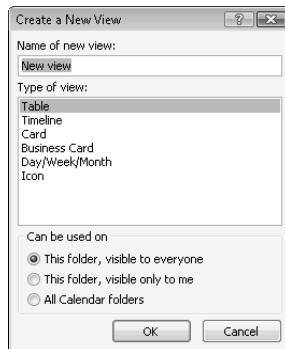 Create a New View
Name of new view:
New view
Type of view:
Table
Timeline
Card
Business Card
Day/Week/Month
Icon
Can be used on
This folder, visible to everyone
This folder, visible only to me
All Calendar folders
OK Cancel